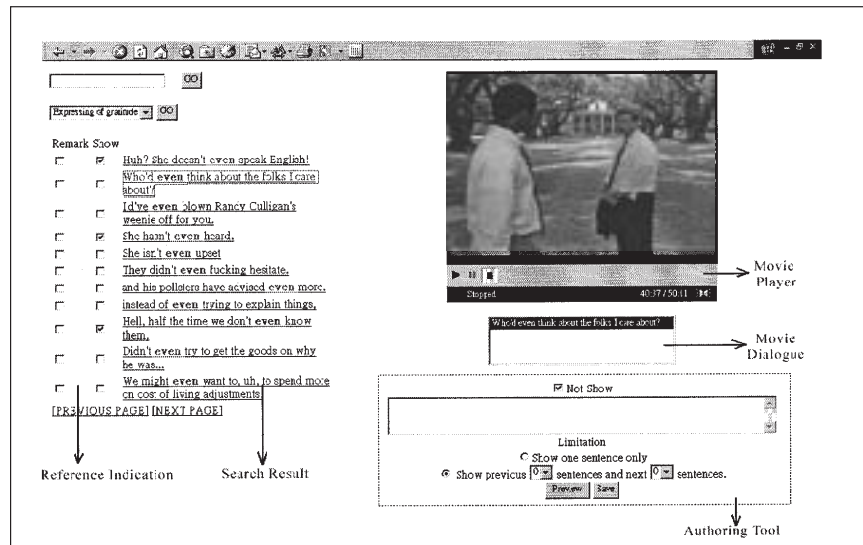 GO
Expressing of gratitude GO
Remark Show
Huh? She doesn't even speak English!
Who'd even think about the folks I care
about?
I'd've even blown Rancy Culligan's
weenie off for you.
She hasn't even heard,
She isn't even upset
They didn't even fucking hesitate.
and his pollsters have advised even more,
instead of even trying to explain things,
Hell, half the time we don't even know
them,
Didn't even try to get the goods on why
he was...
We might even want to, uh, to spend more
on cost of living adjustments
[PREVIOUS PAGE] [NEXT PAGE]
Reference Indication
Search Result
Stopped 40:37 / 50:11
Movie
Player
Who'd even think about the folks I care about?
Movie
Dialogue
Not Show
Limitation
Show one sentence only
Show previous 0 sentences and next 0 sentences.
Preview Save
Authoring Tool